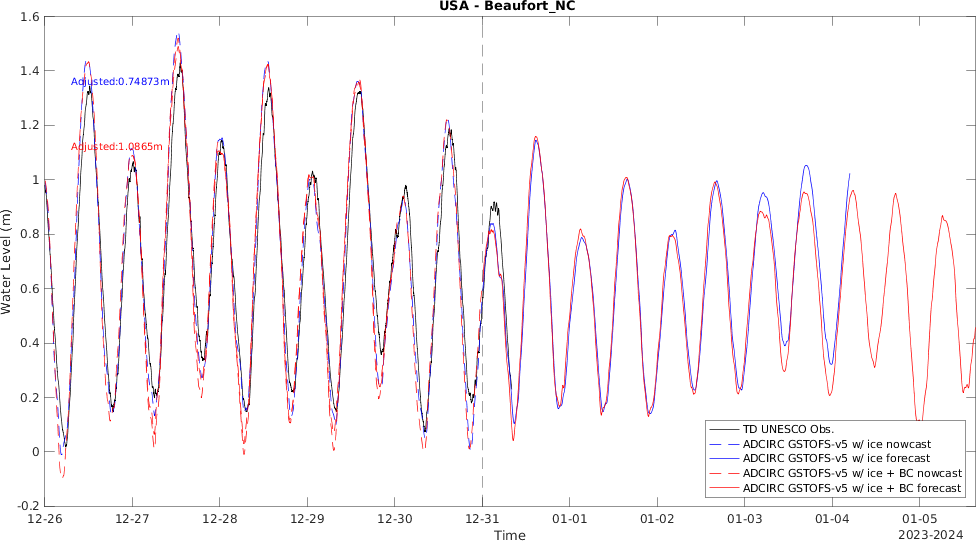 USA - Beaufort_NC
1.6
1.4
1.2
1
0.8
0.6
0.4
0.2
0
-0.2
Water Level (m)
Adjusted:0.74873m
Adjusted:1.0865m
TD UNESCO Obs.
ADCIRC GSTOFS-v5 w/ ice nowcast
ADCIRC GSTOFS-v5 w/ ice forecast
ADCIRC GSTOFS-v5 w/ ice + BC nowcast
ADCIRC GSTOFS-v5 w/ ice + BC forecast
12-26 12-27 12-28 12-29 12-30 12-31 01-01 01-02 01-03 01-04 01-05
Time
2023-2024